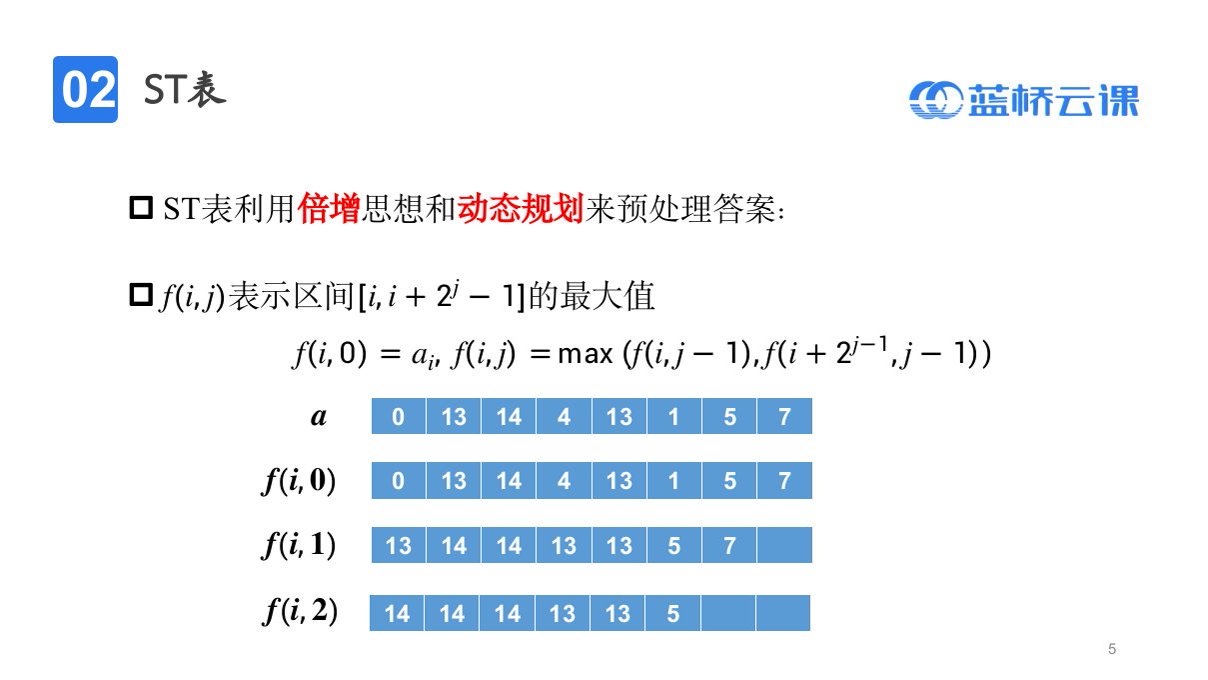 02 ST表
蓝桥云课
ST表利用倍增思想和动态规划来预处理答案：
f(i, j)表示区间[i, i + 2^j − 1]的最大值
f(i, 0) = a_i, f(i, j) = max (f(i, j − 1), f(i + 2^{j−1}, j − 1))
a 0 13 14 4 13 1 5 7
f(i, 0) 0 13 14 4 13 1 5 7
f(i, 1) 13 14 14 13 13 5 7
f(i, 2) 14 14 14 13 13 5
5